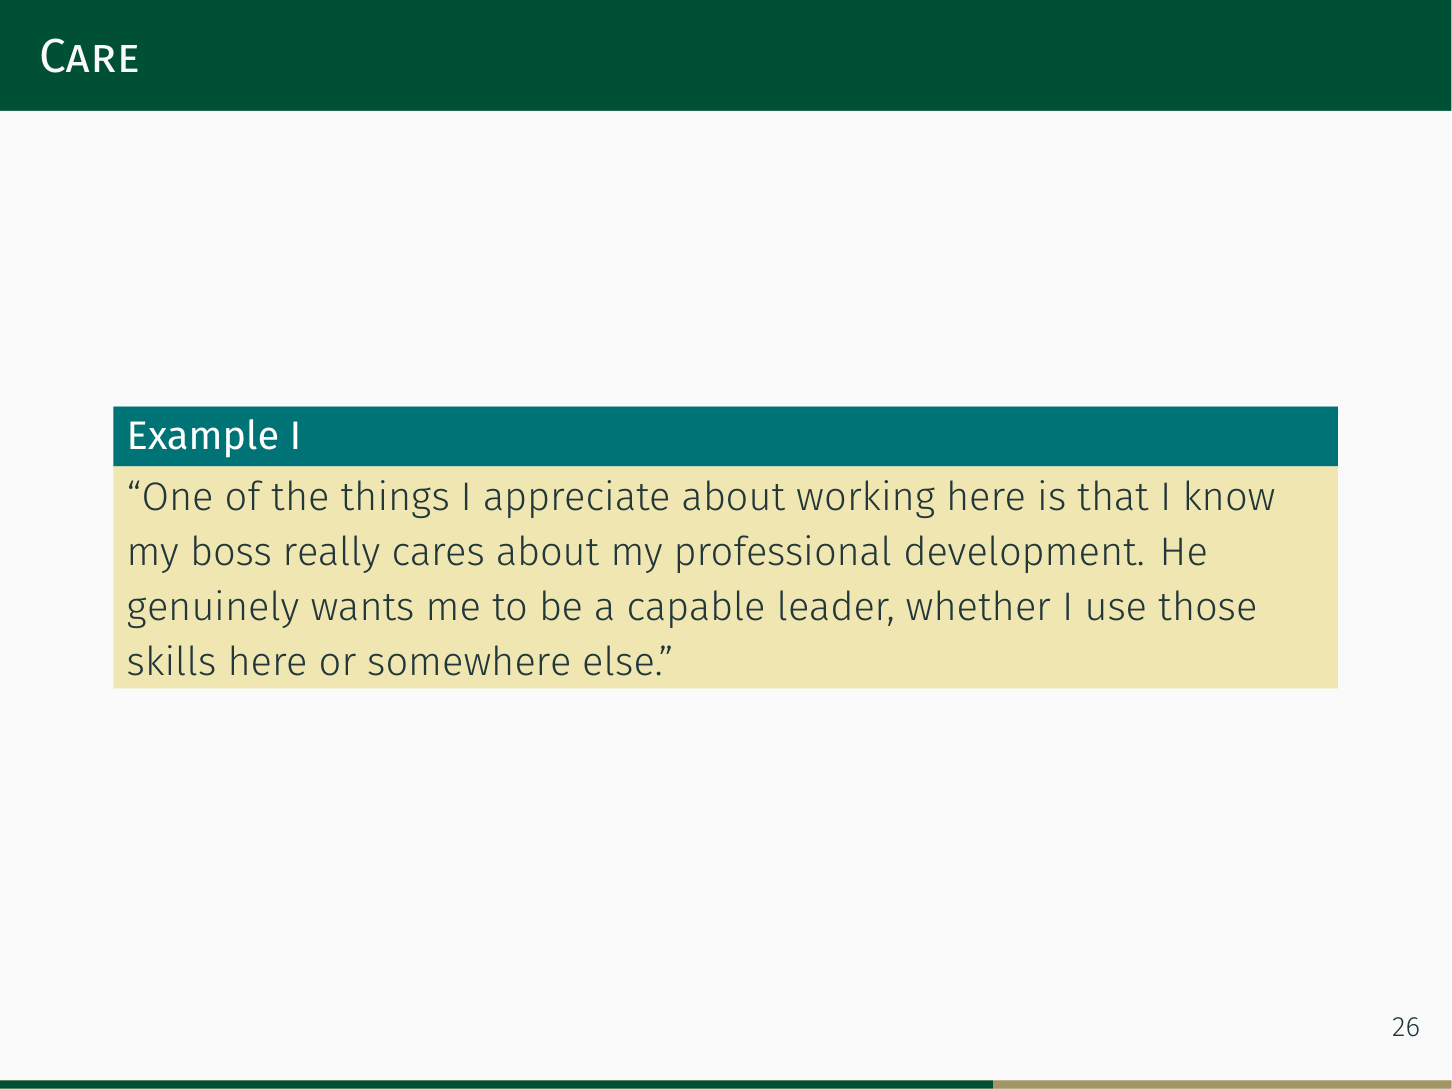 CARE
Example I
“One of the things I appreciate about working here is that I know
my boss really cares about my professional development. He
genuinely wants me to be a capable leader, whether I use those
skills here or somewhere else.”
26